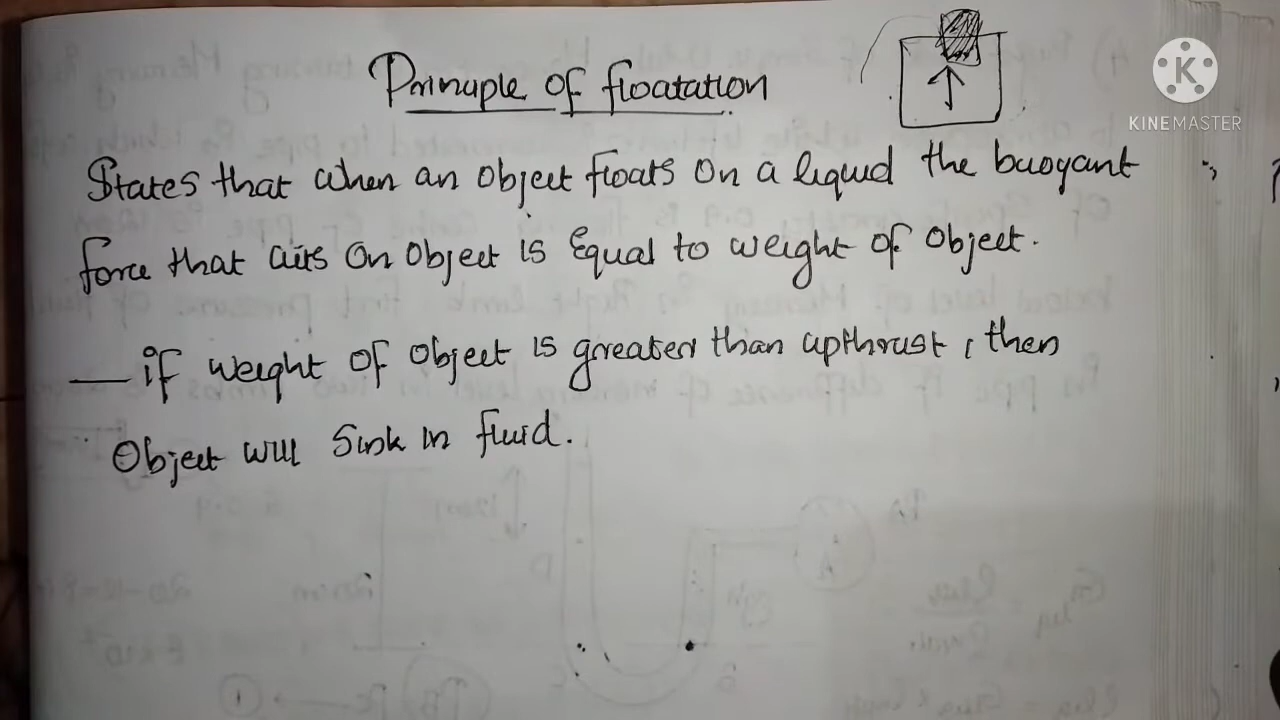 Principle of floatation
KINEMASTER
States that when an object floats on a liquid the buoyant
force that acts on object is Equal to weight of object.
— if weight of object is greater than upthrust, then
object will sink in fluid.